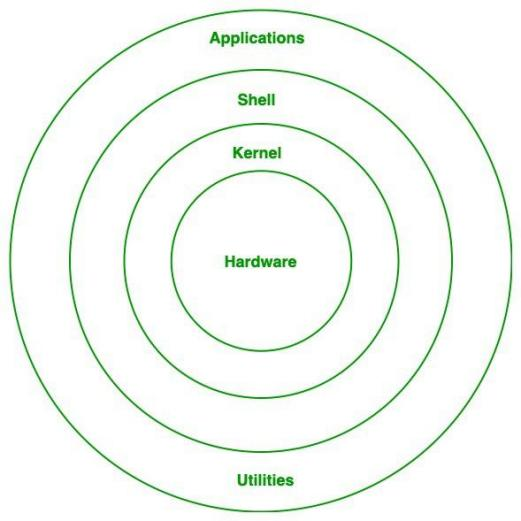 Applications
Shell
Kernel
Hardware
Utilities